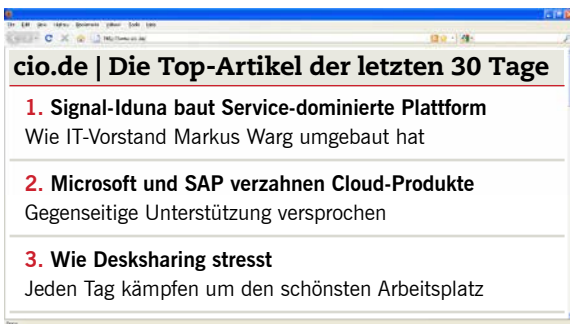 cio.de | Die Top-Artikel der letzten 30 Tage
1. Signal-Iduna baut Service-dominierte Plattform
Wie IT-Vorstand Markus Warg umgebaut hat
2. Microsoft und SAP verzahnen Cloud-Produkte
Gegenseitige Unterstützung versprochen
3. Wie Desksharing stresst
Jeden Tag kämpfen um den schönsten Arbeitsplatz